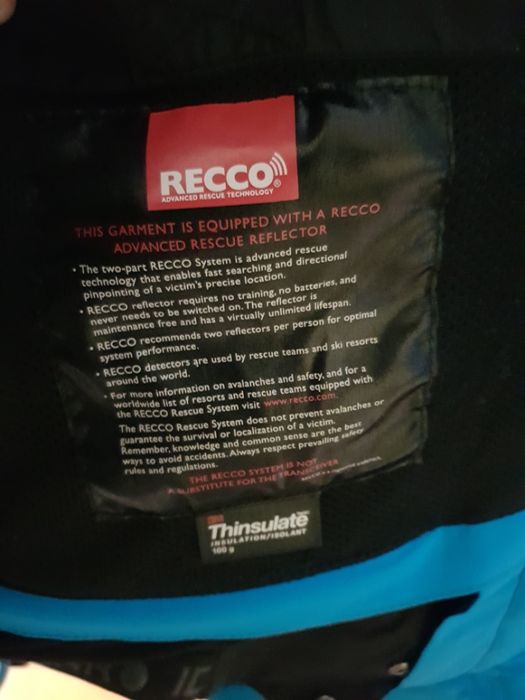 RECCO®
ADVANCED RESCUE TECHNOLOGY
THIS GARMENT IS EQUIPPED WITH A RECCO
ADVANCED RESCUE REFLECTOR
• The two-part RECCO System is advanced rescue
technology that enables fast searching and directional
pinpointing of a victim's precise location.
• RECCO reflector requires no training, no batteries, and
never needs to be switched on. The reflector is
maintenance free and has a virtually unlimited lifespan.
• RECCO recommends two reflectors per person for optimal
system performance.
• RECCO detectors are used by rescue teams and ski resorts
around the world.
• For more information on avalanches and safety, and for a
worldwide list of resorts and rescue teams equipped with
the RECCO Rescue System visit www.recco.com.
The RECCO Rescue System does not prevent avalanches or
guarantee the survival or localization of a victim.
Remember, knowledge and common sense are the best
ways to avoid accidents. Always respect prevailing safety
rules and regulations.
THE RECCO SYSTEM IS NOT
A SUBSTITUTE FOR THE TRANSCEIVER
3M
Thinsulate
INSULATION/ISOLANT
100 g